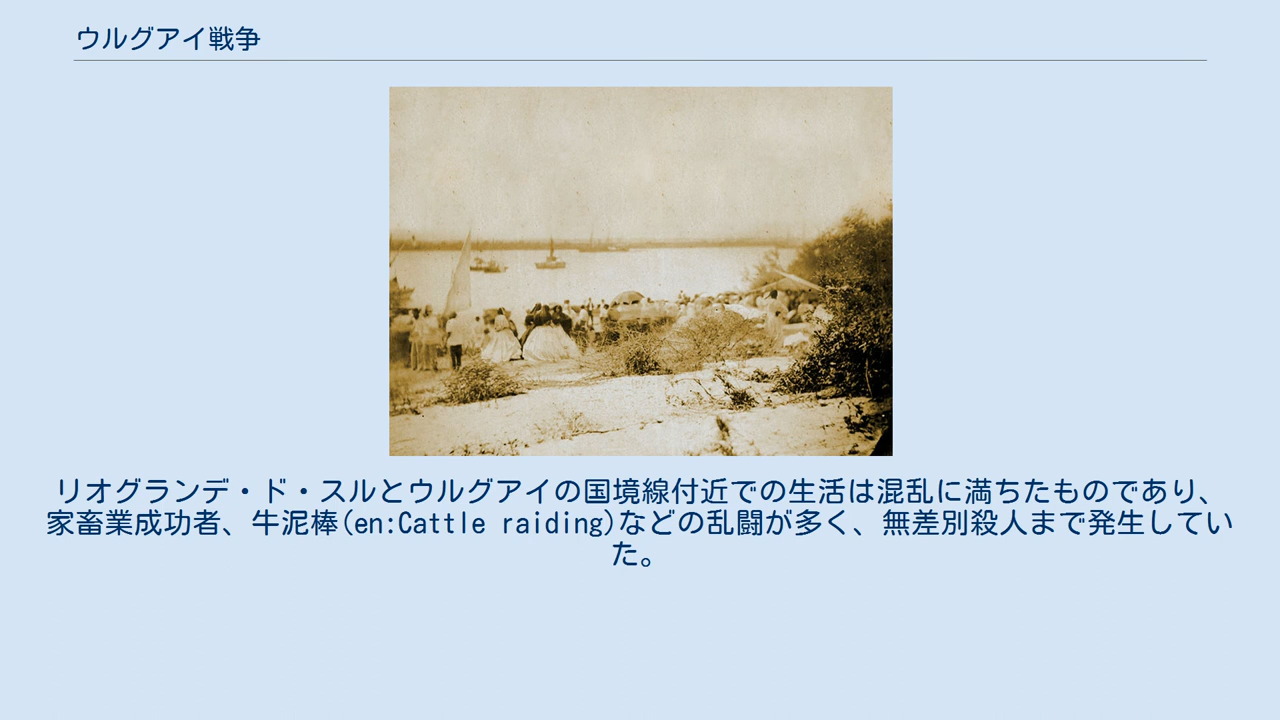 ウルグアイ戦争
リオグランデ・ド・スルとウルグアイの国境線付近での生活は混乱に満ちたものであり、
家畜業成功者、牛泥棒(en:Cattle raiding)などの乱闘が多く、無差別殺人まで発生してい
た。